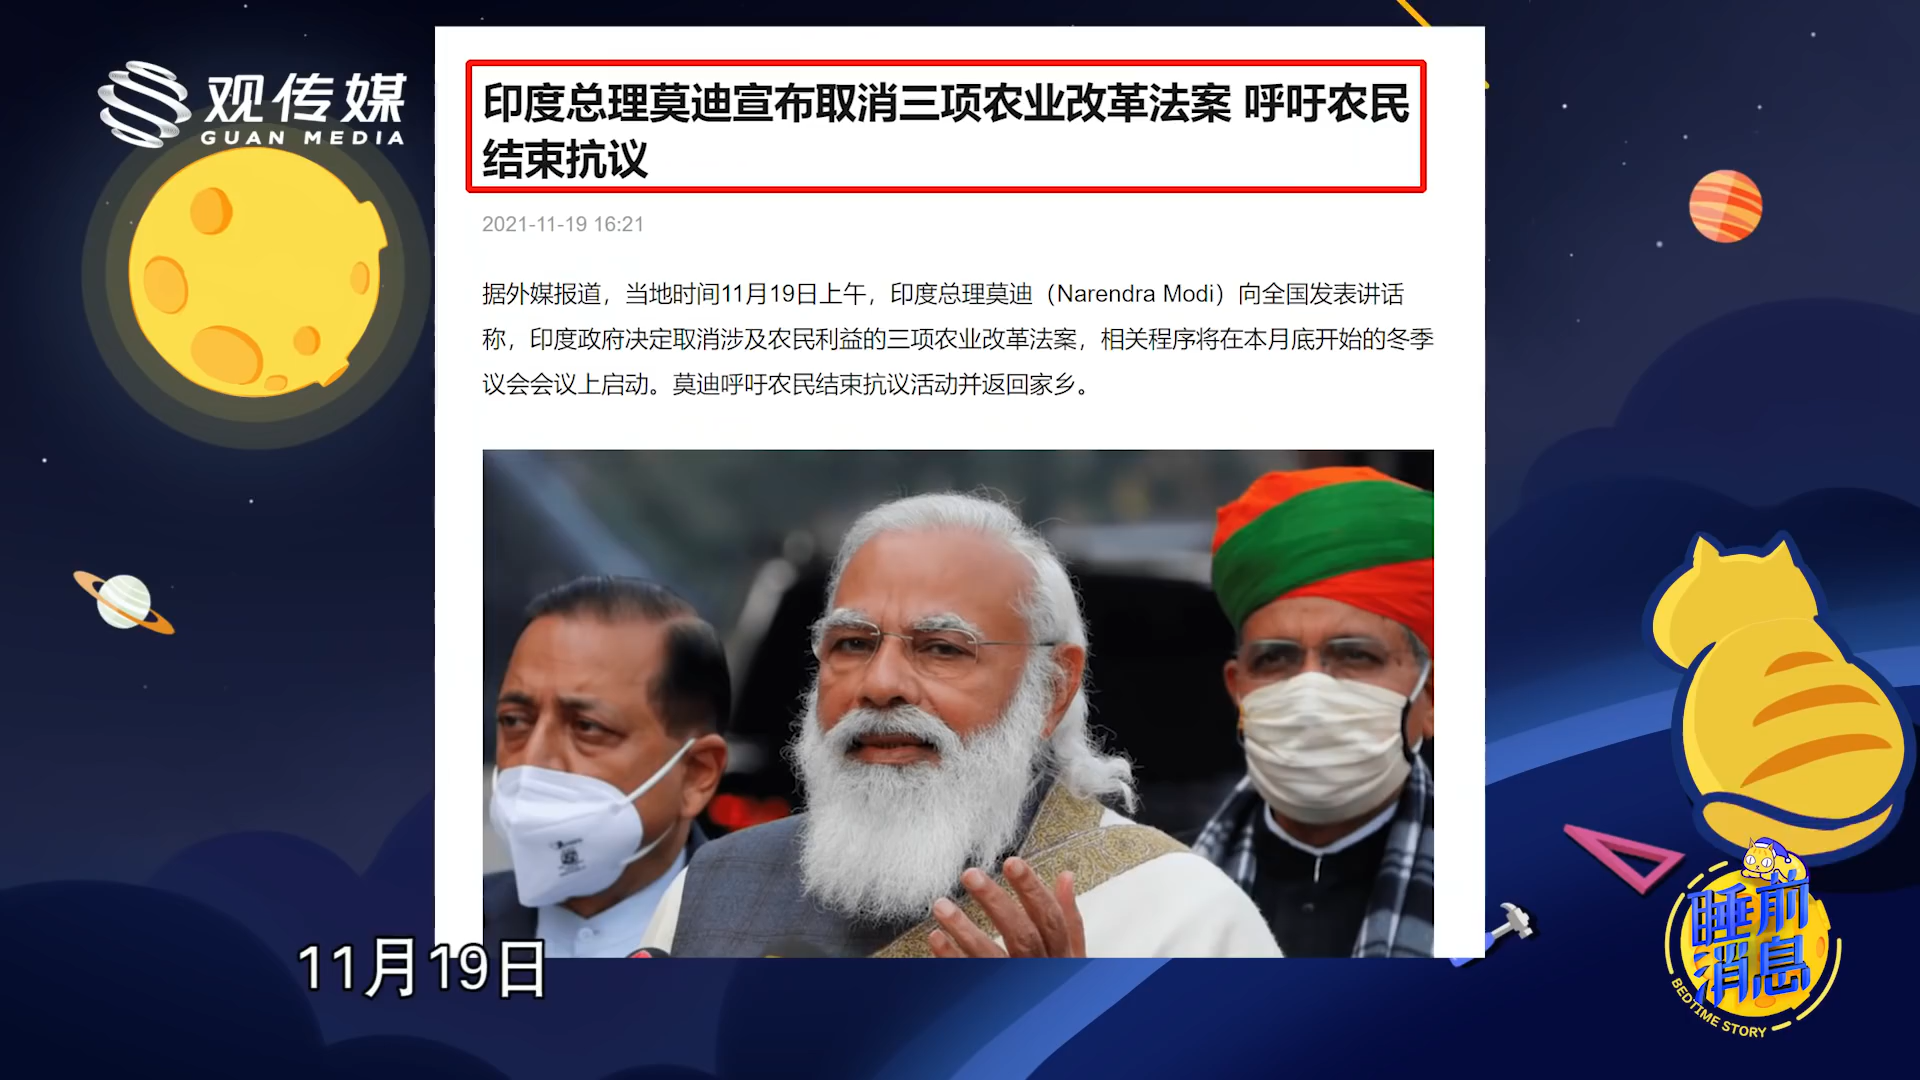 观传媒
GUAN MEDIA
印度总理莫迪宣布取消三项农业改革法案 呼吁农民
结束抗议
2021-11-19 16:21
据外媒报道，当地时间11月19日上午，印度总理莫迪（Narendra Modi）向全国发表讲话
称，印度政府决定取消涉及农民利益的三项农业改革法案，相关程序将在本月底开始的冬季
议会会议上启动。莫迪呼吁农民结束抗议活动并返回家乡。
11月19日
睡前
消息
BEDTIME STORY